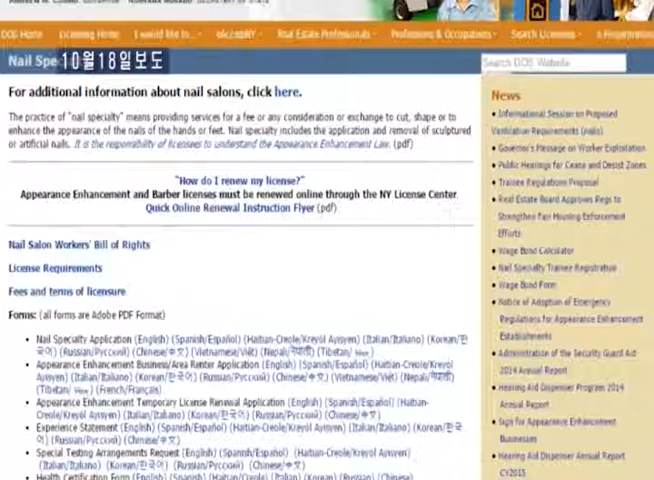 DOS Home Licensing Home I would like to... eAccessNY Real Estate Professionals Professions & Occupations Search Licensees e-Registration
Nail Spe
10월18일보도
Search DOS Website
For additional information about nail salons, click here.
The practice of "nail specialty" means providing services for a fee or any consideration or exchange to cut, shape or to
enhance the appearance of the nails of the hands or feet. Nail specialty includes the application and removal of sculptured
or artificial nails. It is the responsibility of licensees to understand the Appearance Enhancement Law. (pdf)
"How do I renew my license?"
Appearance Enhancement and Barber licenses must be renewed online through the NY License Center.
Quick Online Renewal Instruction Flyer (pdf)
Nail Salon Workers' Bill of Rights
License Requirements
Fees and terms of licensure
Forms: (all forms are Adobe PDF Format)
Nail Specialty Application (English) (Spanish/Español) (Haitian-Creole/Kreyòl Ayisyen) (Italian/Italiano) (Korean/한
국어) (Russian/Русский) (Chinese/中文) (Vietnamese/Việt) (Nepali/नेपाली) (Tibetan/
Appearance Enhancement Business/Area Renter Application (English) (Spanish/Español) (Haitian-Creole/Kreyòl
Ayisyen) (Italian/Italiano) (Korean/한국어) (Russian/Русский) (Chinese/中文) (Vietnamese/Việt) (Nepali/नेपाली)
(Tibetan/ (French/Français)
Appearance Enhancement Temporary License Renewal Application (English) (Spanish/Español) (Haitian-
Creole/Kreyòl Ayisyen) (Italian/Italiano) (Korean/한국어) (Russian/Русский) (Chinese/中文)
Experience Statement (English) (Spanish/Español) (Haitian-Creole/Kreyòl Ayisyen) (Italian/Italiano) (Korean/한국
어) (Russian/Русский) (Chinese/中文)
Special Testing Arrangements Request (English) (Spanish/Español) (Haitian-Creole/Kreyòl Ayisyen)
(Italian/Italiano) (Korean/한국어) (Russian/Русский) (Chinese/中文)
Health Certification Form (English) (Spanish) (Haitian Creole) (Italian) (Korean) (Russian) (Chinese)
News
Informational Session on Proposed
Ventilation Requirements (nails)
Governor's Message on Worker Exploitation
Public Hearings for Cease and Desist Zones
Trainee Regulations Proposal
Real Estate Board Approves Regs to
Strengthen Fair Housing Enforcement
Efforts
Wage Bond Calculator
Nail Specialty Trainee Registration
Wage Bond Form
Notice of Adoption of Emergency
Regulations for Appearance Enhancement
Establishments
Administration of the Security Guard Act
2014 Annual Report
Hearing Aid Dispenser Program 2014
Annual Report
Sign for Appearance Enhancement
Businesses
Hearing Aid Dispenser Annual Report
CY2015